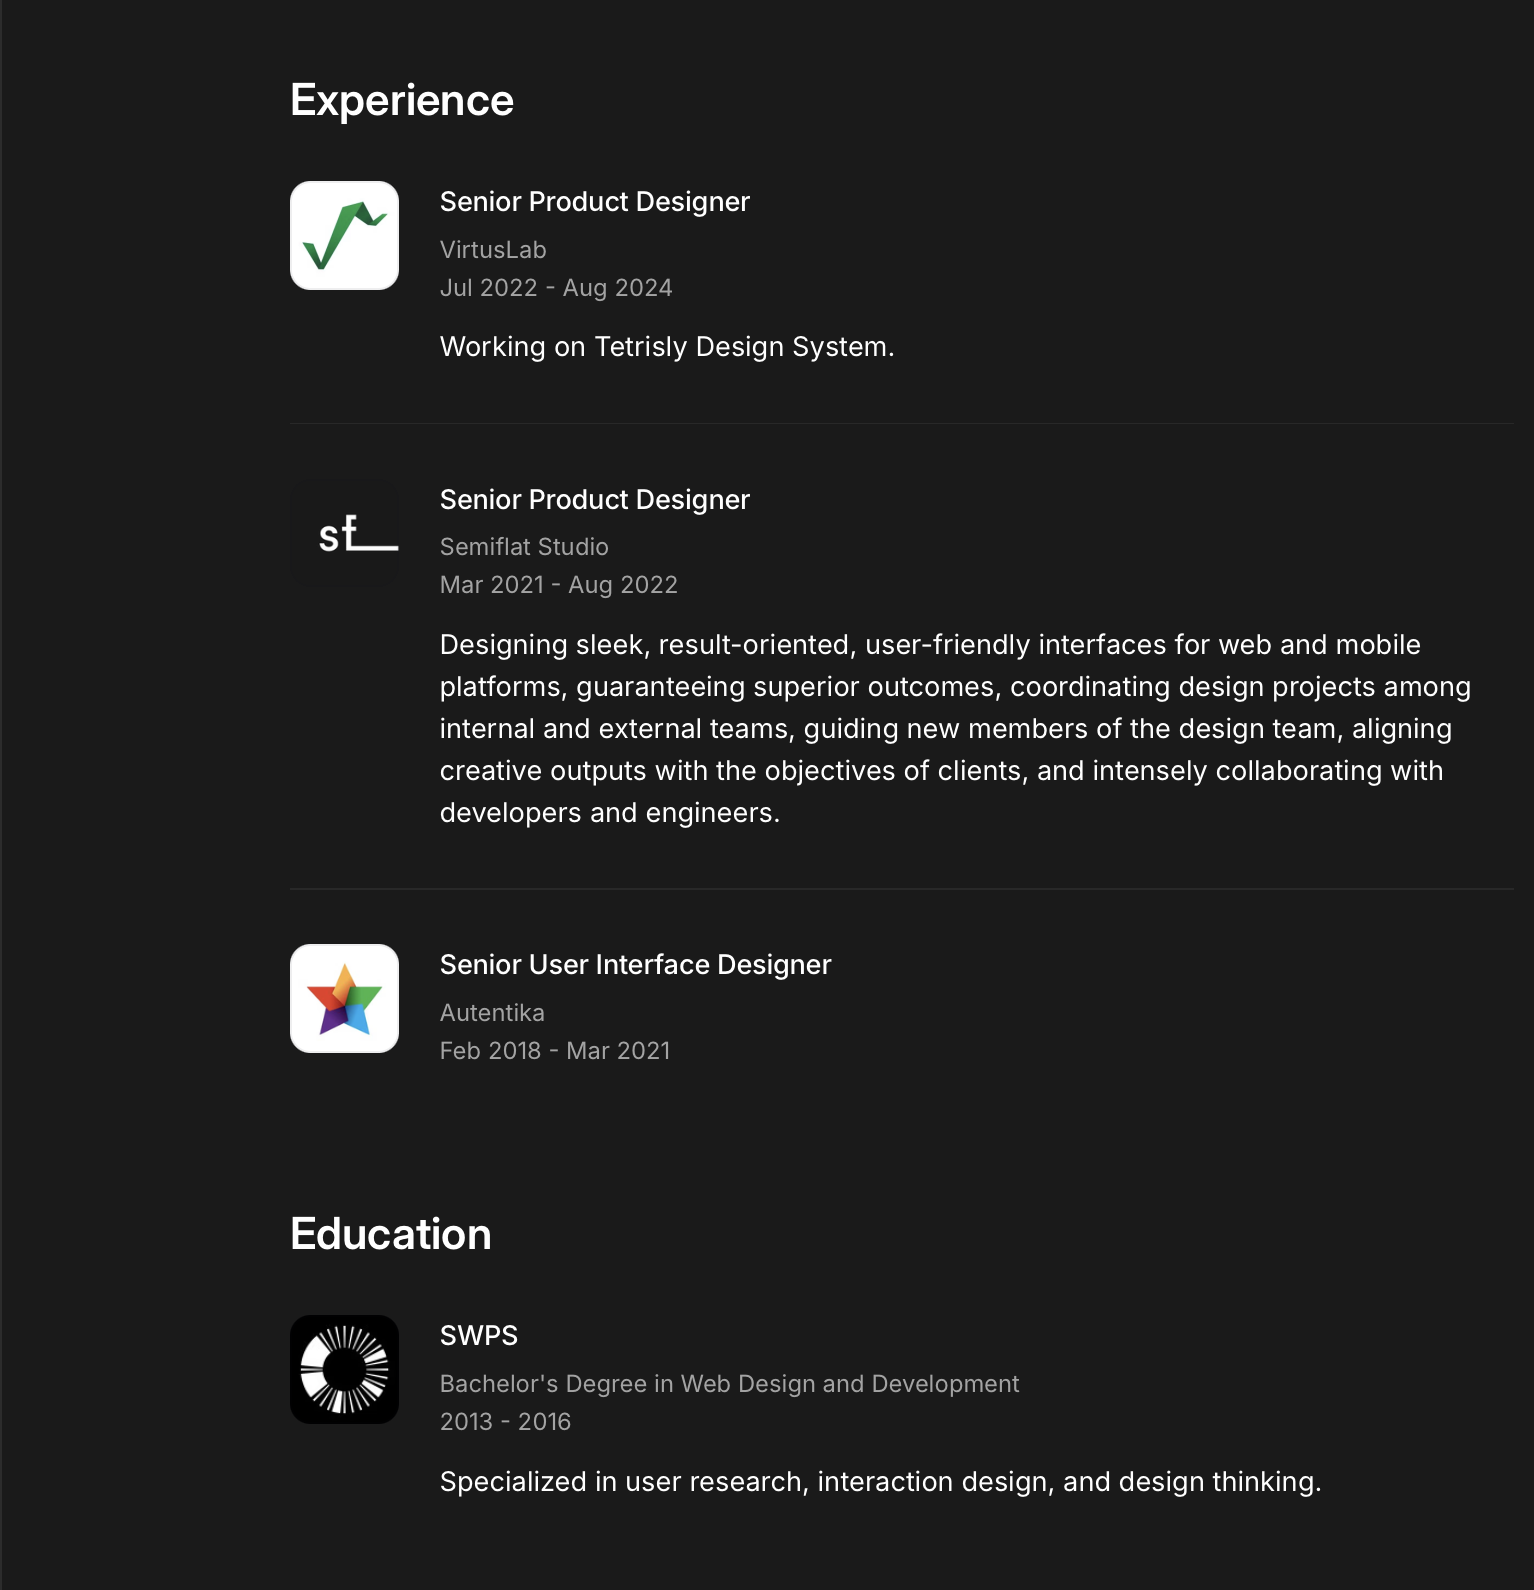 Experience
Senior Product Designer
VirtusLab
Jul 2022 - Aug 2024
Working on Tetrisly Design System.
sf
Senior Product Designer
Semiflat Studio
Mar 2021 - Aug 2022
Designing sleek, result-oriented, user-friendly interfaces for web and mobile
platforms, guaranteeing superior outcomes, coordinating design projects among
internal and external teams, guiding new members of the design team, aligning
creative outputs with the objectives of clients, and intensely collaborating with
developers and engineers.
Senior User Interface Designer
Autentika
Feb 2018 - Mar 2021
Education
SWPS
Bachelor's Degree in Web Design and Development
2013 - 2016
Specialized in user research, interaction design, and design thinking.